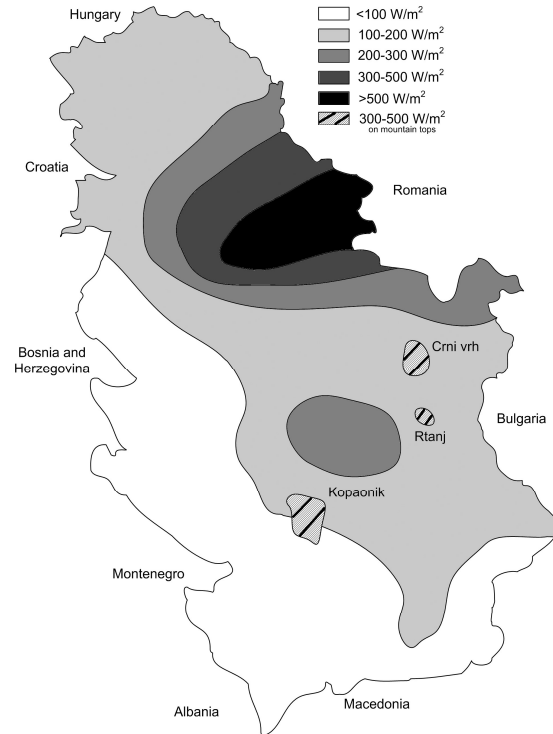 Hungary
<100 W/m²
100-200 W/m²
200-300 W/m²
300-500 W/m²
>500 W/m²
300-500 W/m²
on mountain tops
Croatia
Romania
Bosnia and
Herzegovina
Crni vrh
Bulgaria
Rtanj
Kopaonik
Montenegro
Albania
Macedonia